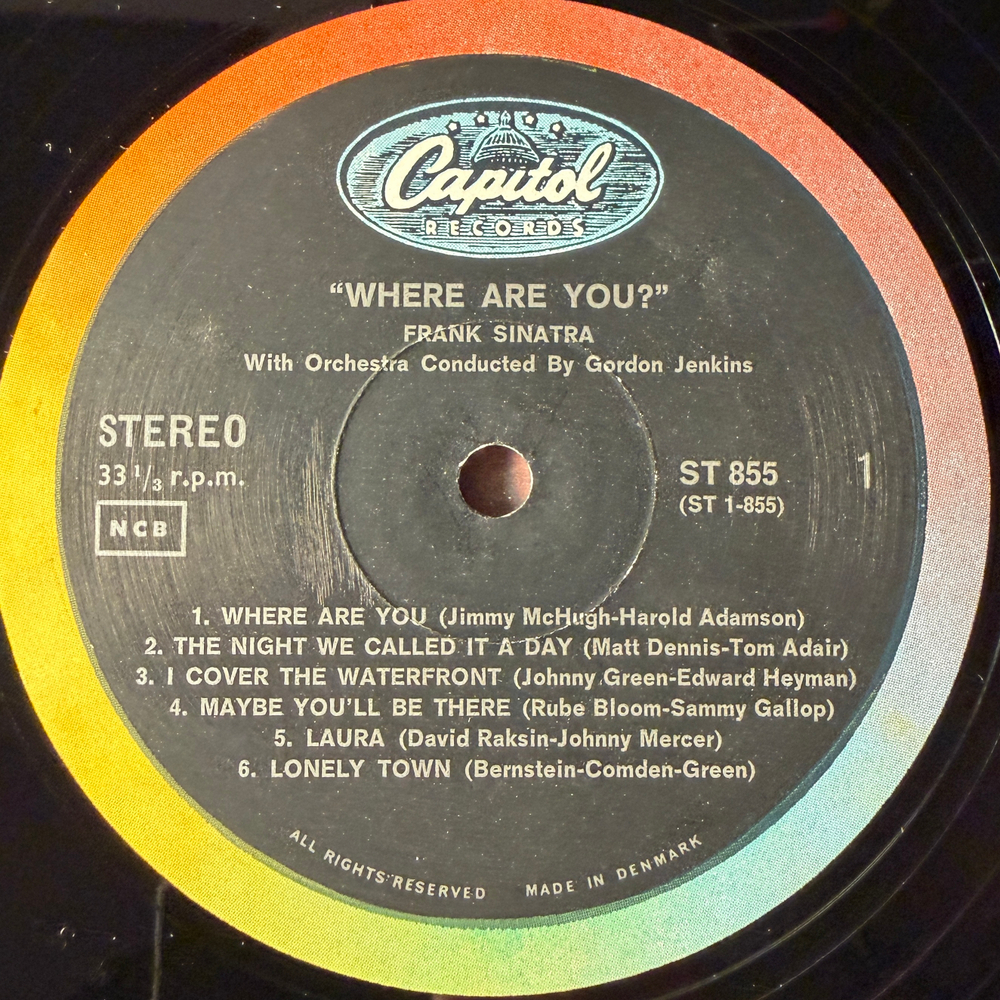 Capitol
RECORDS
“WHERE ARE YOU?”
FRANK SINATRA
With Orchestra Conducted By Gordon Jenkins
STEREO
33 1/3 r.p.m.
NCB
ST 855
(ST 1-855)
1
1. WHERE ARE YOU (Jimmy McHugh-Harold Adamson)
2. THE NIGHT WE CALLED IT A DAY (Matt Dennis-Tom Adair)
3. I COVER THE WATERFRONT (Johnny Green-Edward Heyman)
4. MAYBE YOU'LL BE THERE (Rube Bloom-Sammy Gallop)
5. LAURA (David Raksin-Johnny Mercer)
6. LONELY TOWN (Bernstein-Comden-Green)
ALL RIGHTS RESERVED MADE IN DENMARK